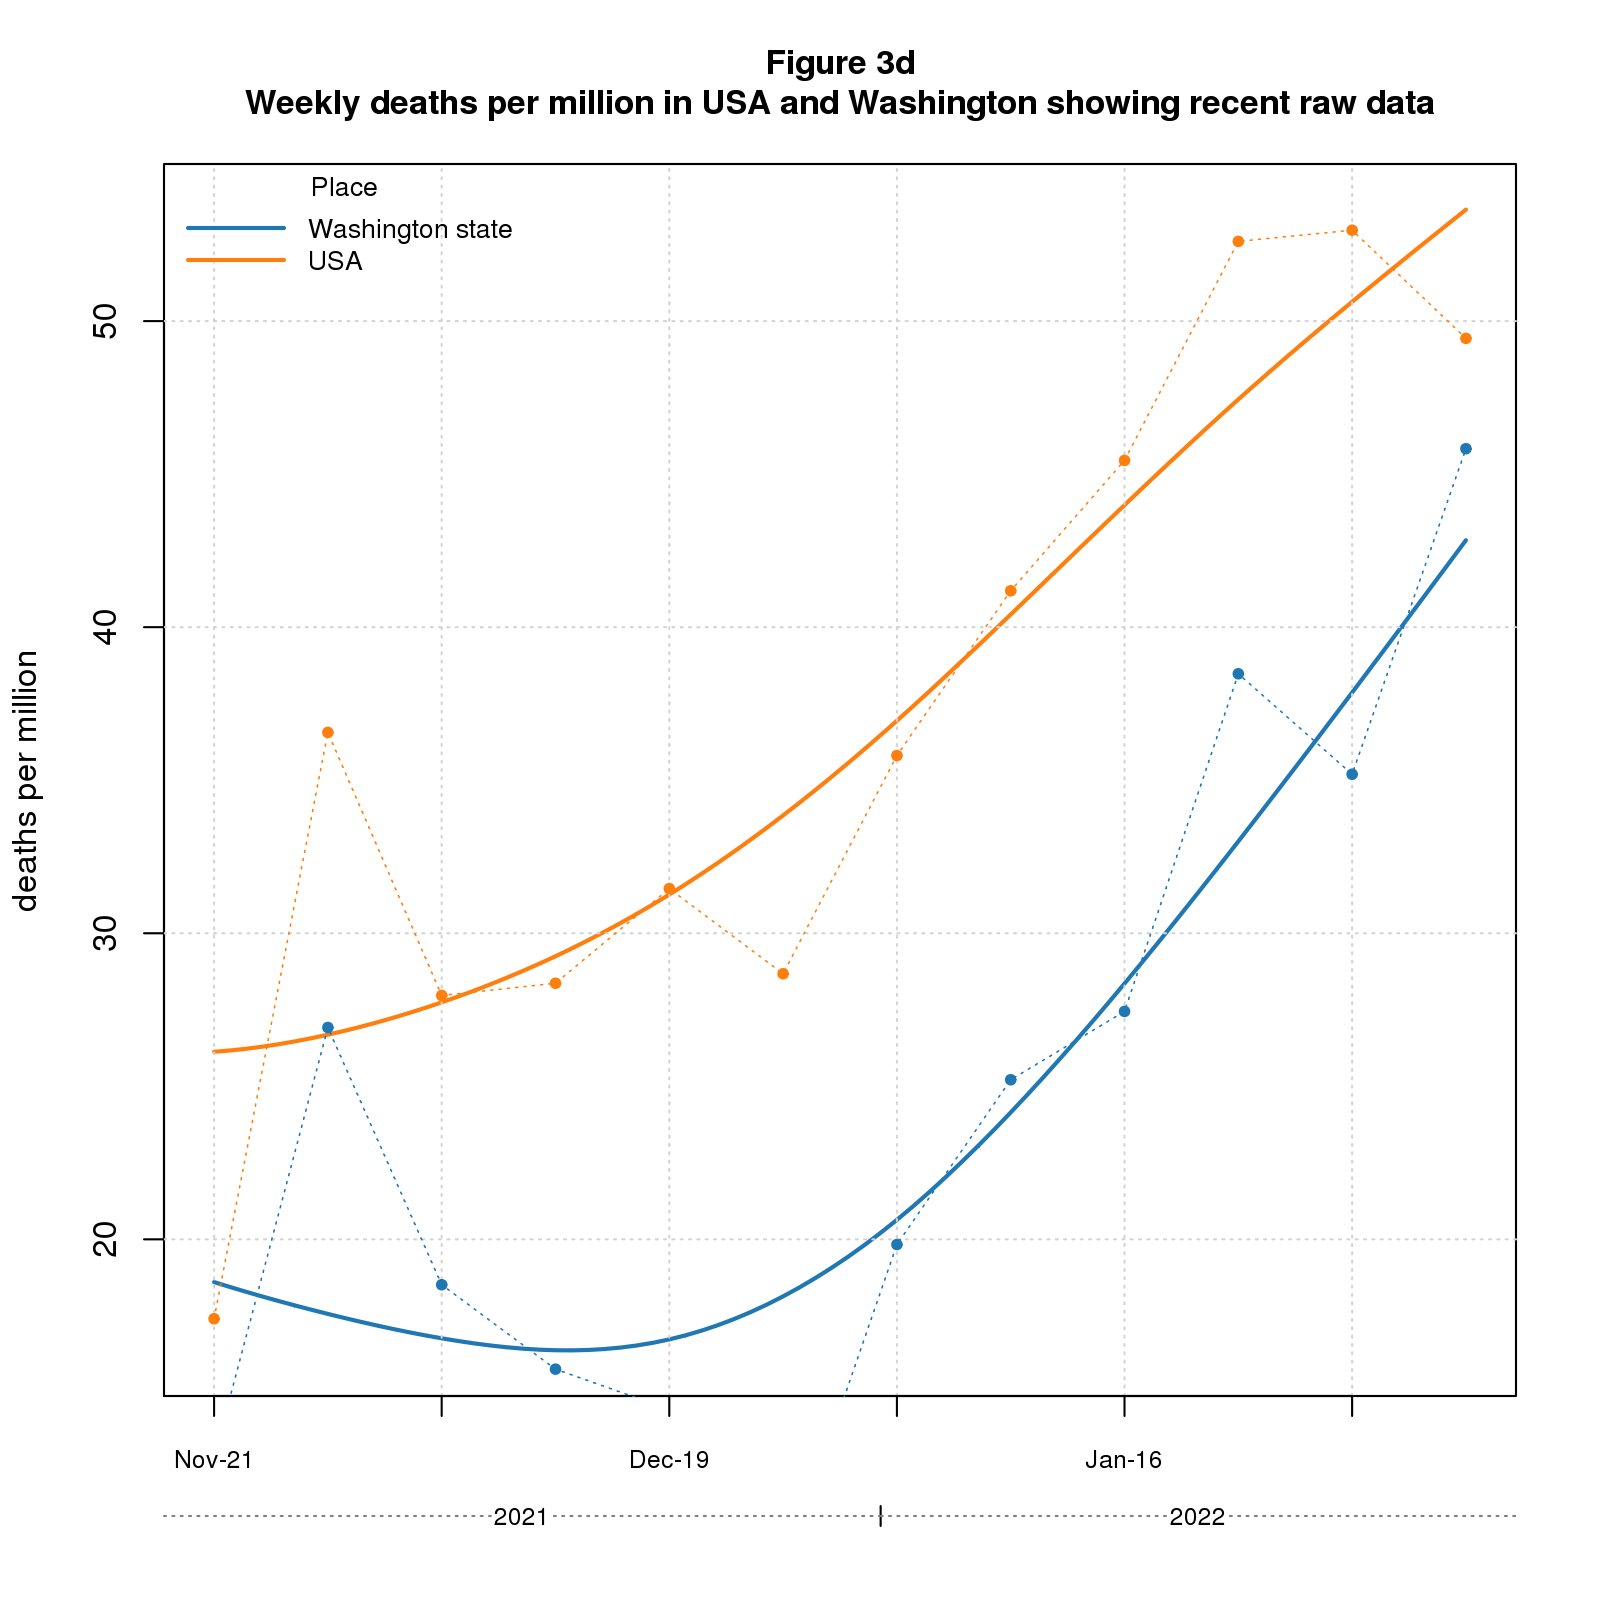 Figure 3d
Weekly deaths per million in USA and Washington showing recent raw data
Place
Washington state
USA
50
40
30
20
deaths per million
Nov-21
Dec-19
Jan-16
2021
2022